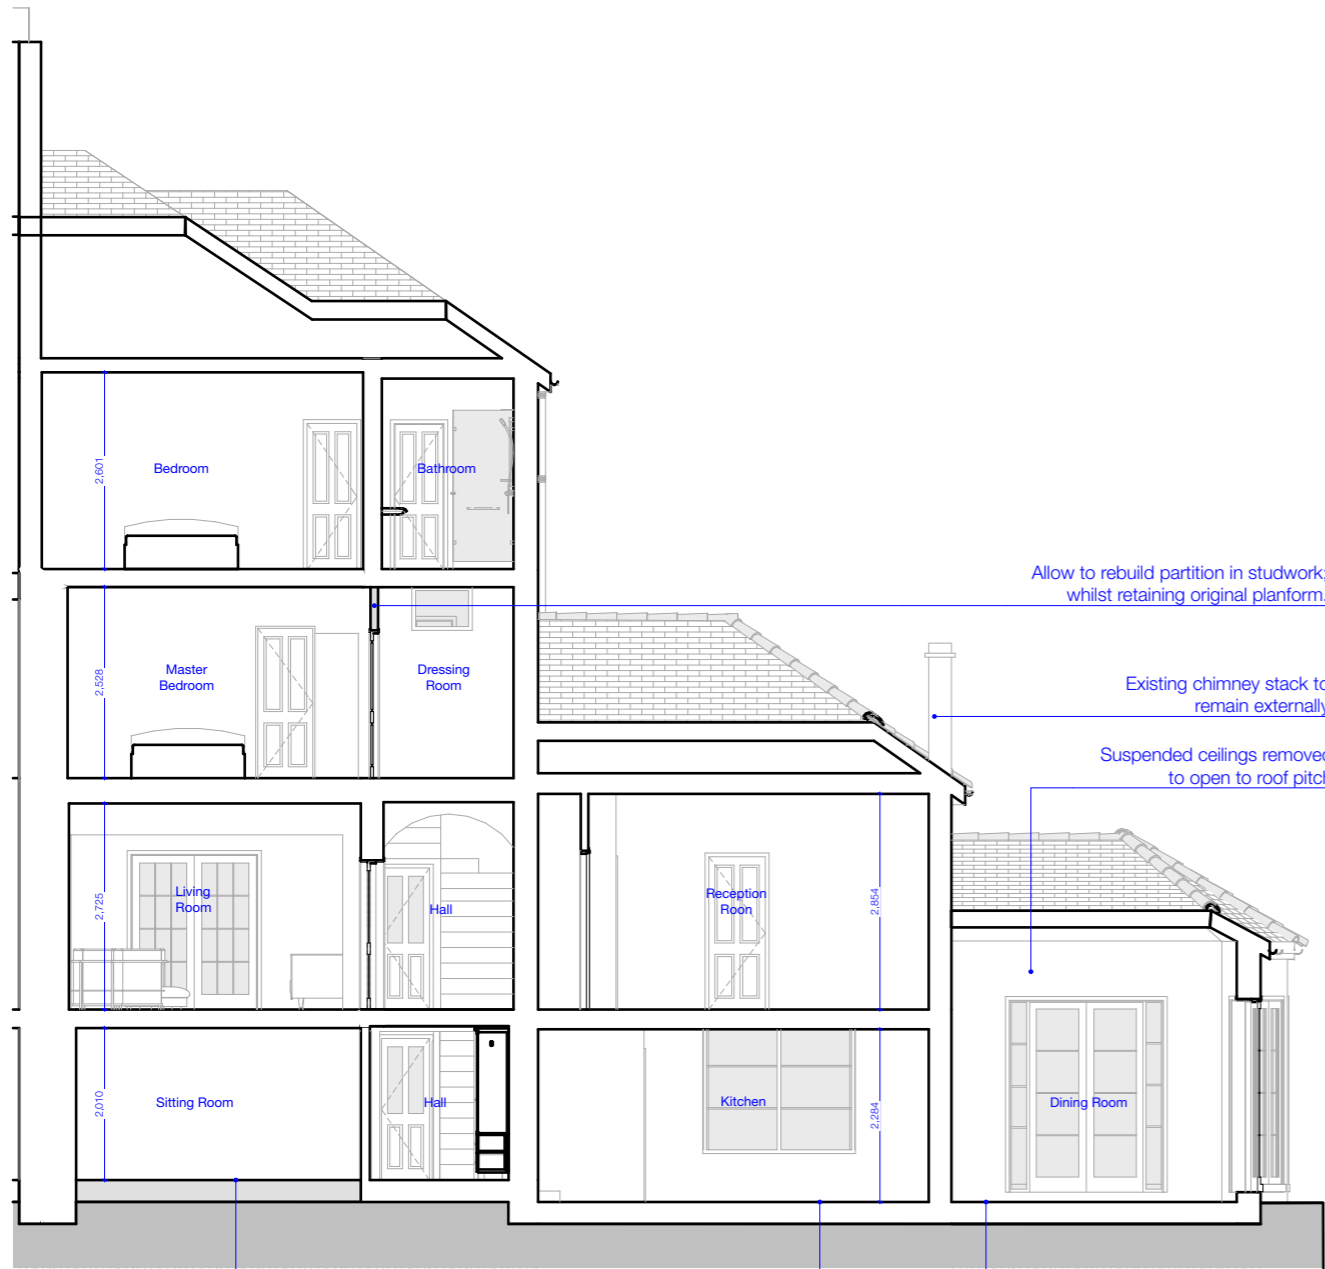 2,601
Bedroom
Bathroom
Allow to rebuild partition in studwork;
whilst retaining original planform.
2,528
Master
Bedroom
Dressing
Room
Existing chimney stack to
remain externally
Suspended ceilings removed
to open to roof pitch
2,725
Living
Room
Hall
Reception
Roon
2,854
2,010
Sitting Room
Hall
Kitchen
2,284
Dining Room